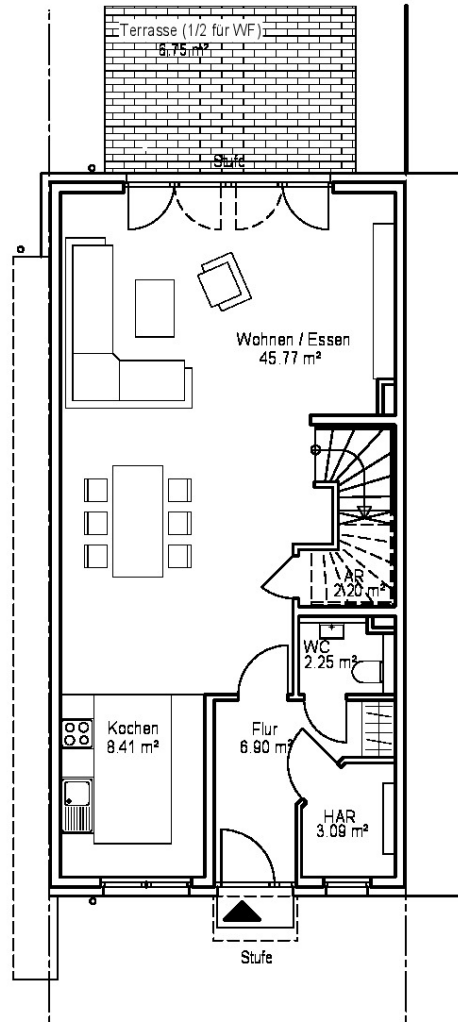 Terrasse (1/2 für WF)
6.75 m²
Stufe
Wohnen / Essen
45.77 m²
AR
2.20 m²
WC
2.25 m²
Kochen
8.41 m²
Flur
6.90 m²
HAR
3.09 m²
Stufe